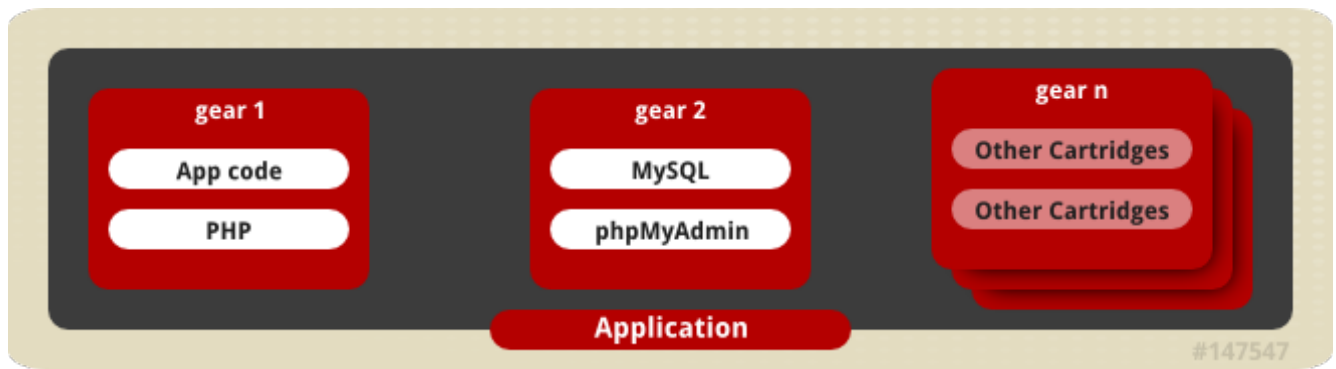 gear 1
App code
PHP
gear 2
MySQL
phpMyAdmin
gear n
Other Cartridges
Other Cartridges
Application
#147547